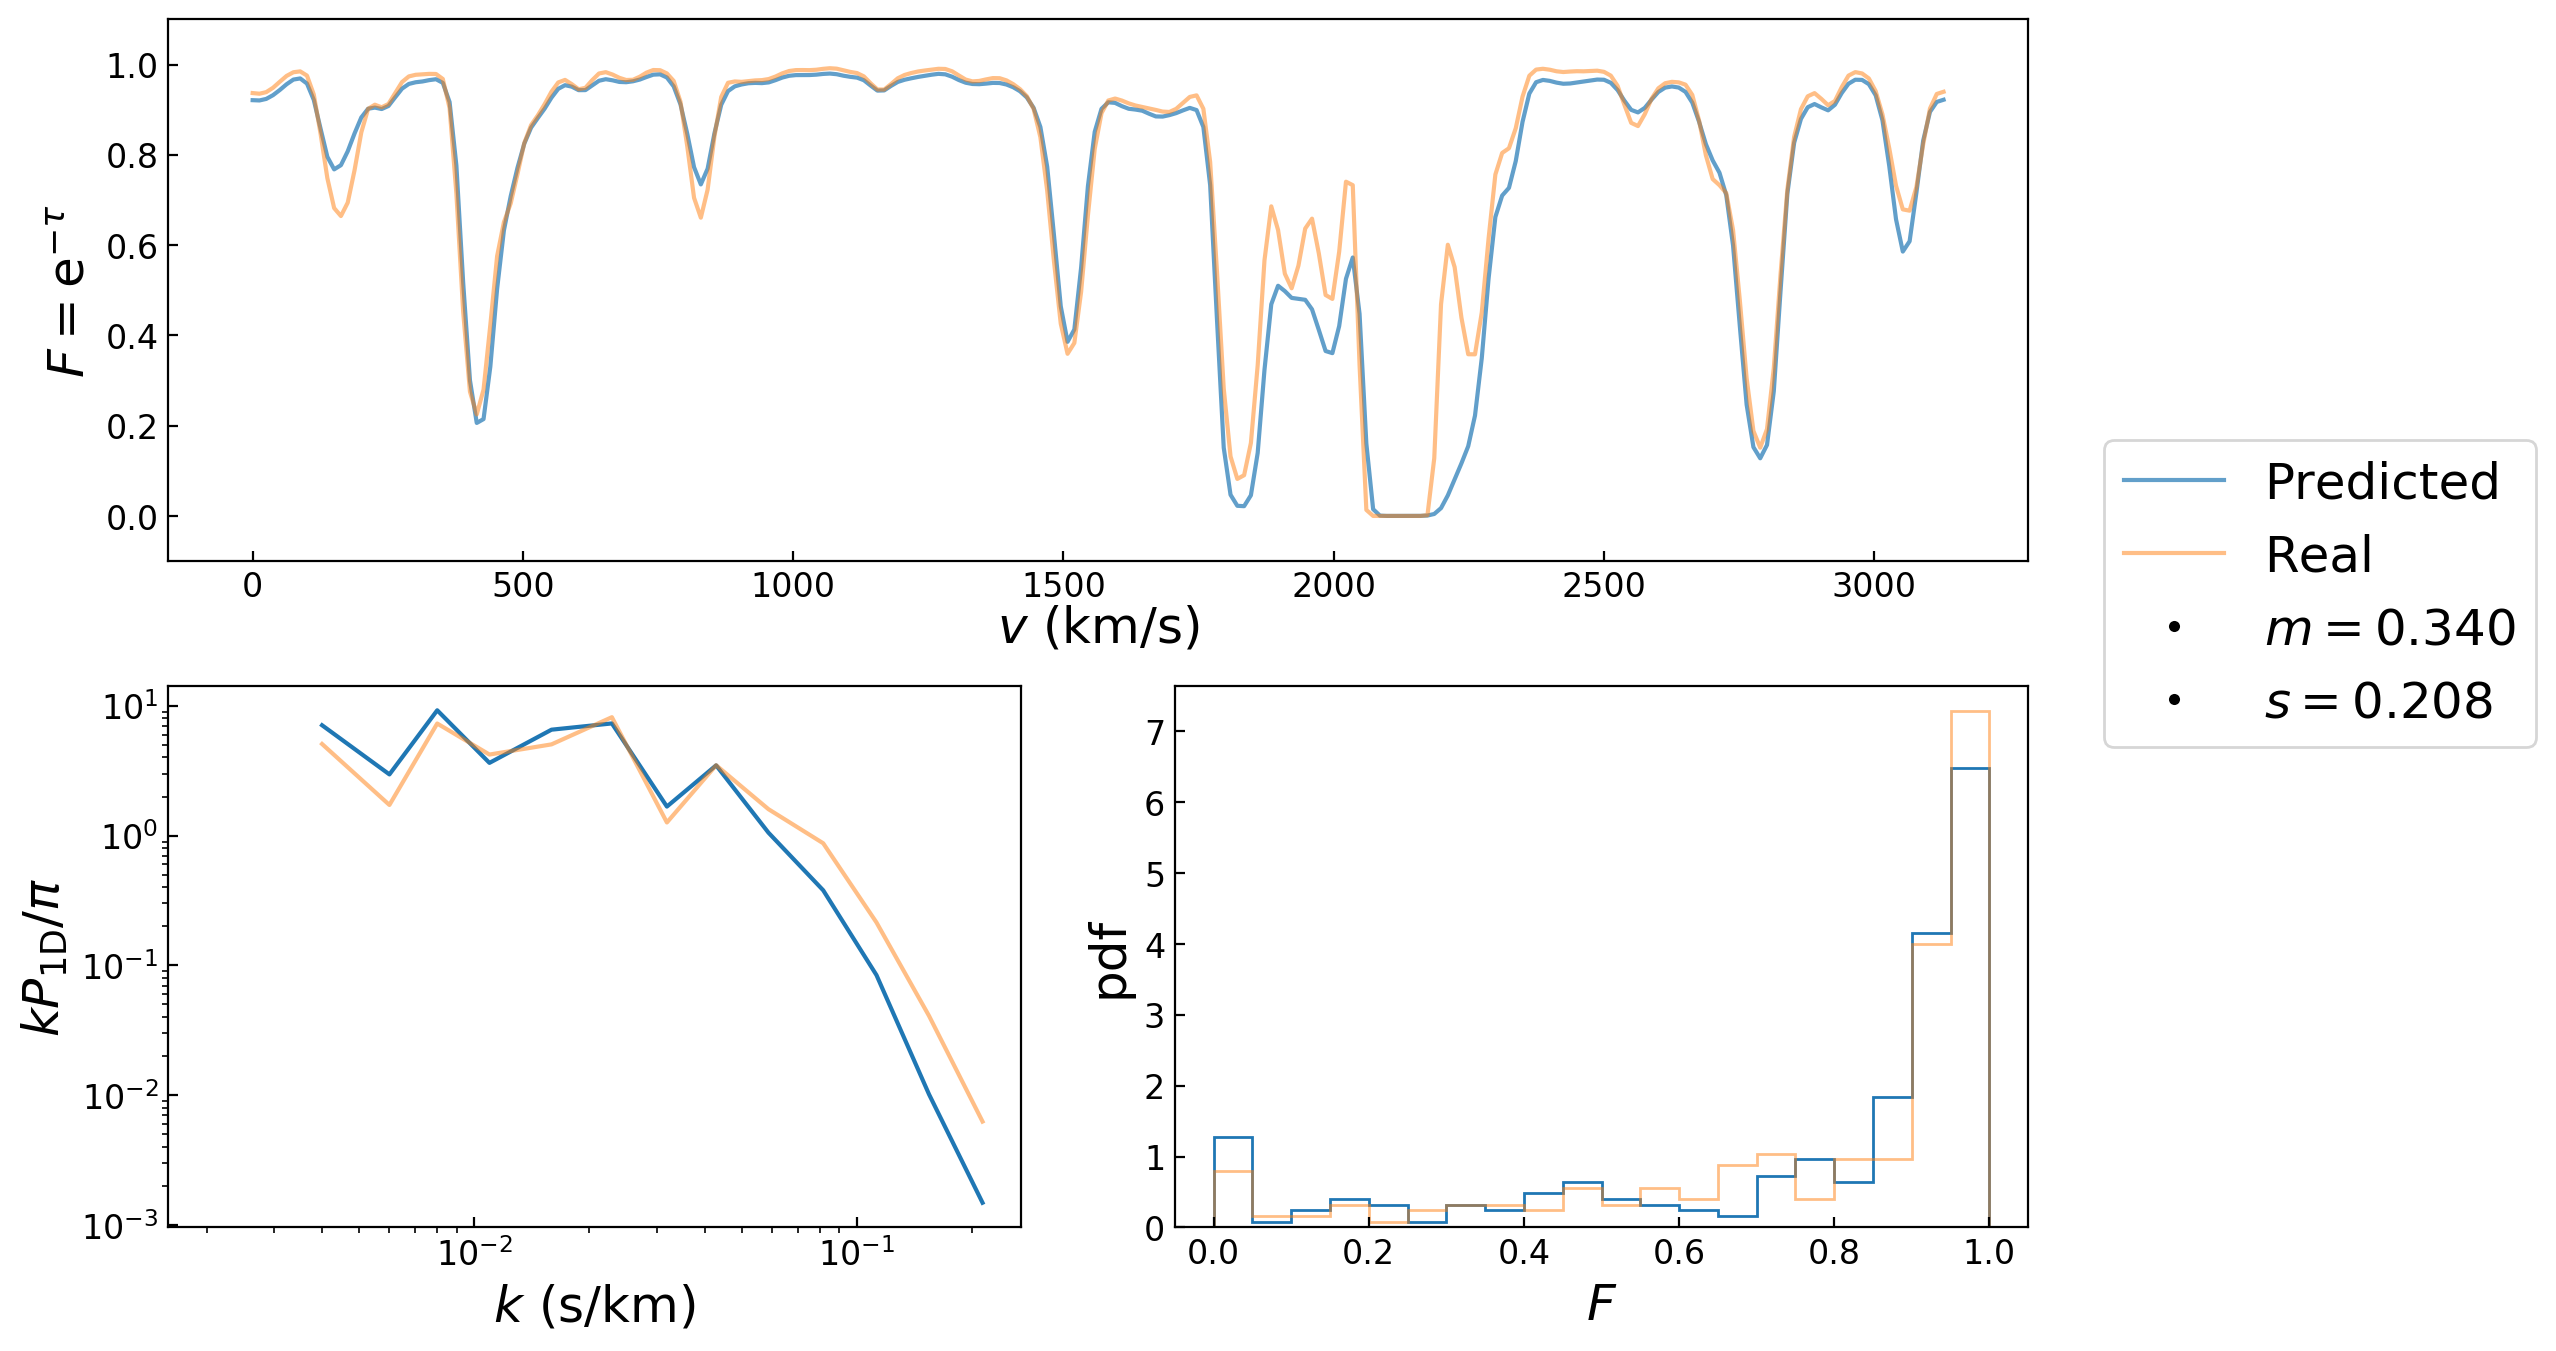 F = e^{-τ}
1.0
0.8
0.6
0.4
0.2
0.0
0 500 1000 1500 2000 2500 3000
v (km/s)
Predicted
Real
m = 0.340
s = 0.208
kP_{1D}/π
10^1
10^0
10^{-1}
10^{-2}
10^{-3}
10^{-2} 10^{-1}
k (s/km)
pdf
7
6
5
4
3
2
1
0
0.0 0.2 0.4 0.6 0.8 1.0
F